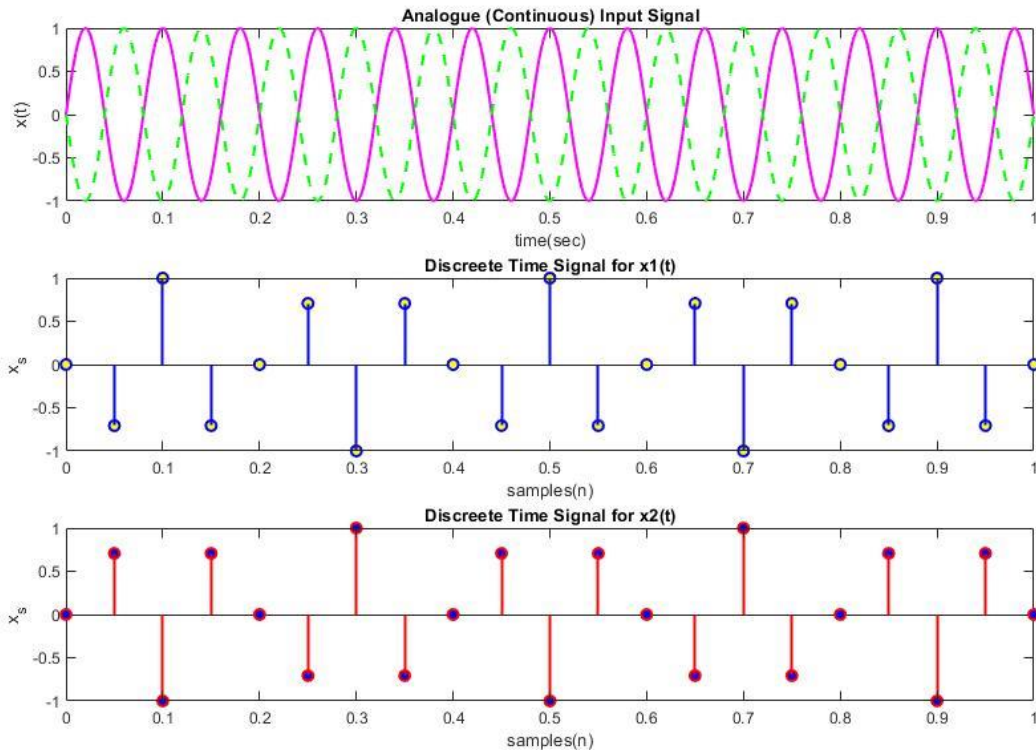 Analogue (Continuous) Input Signal
1
0.5
0
-0.5
-1
x(t)
0 0.1 0.2 0.3 0.4 0.5 0.6 0.7 0.8 0.9 1
time(sec)
Discreete Time Signal for x1(t)
1
0.5
0
-0.5
-1
x_s
0 0.1 0.2 0.3 0.4 0.5 0.6 0.7 0.8 0.9 1
samples(n)
Discreete Time Signal for x2(t)
1
0.5
0
-0.5
-1
x_s
0 0.1 0.2 0.3 0.4 0.5 0.6 0.7 0.8 0.9 1
samples(n)